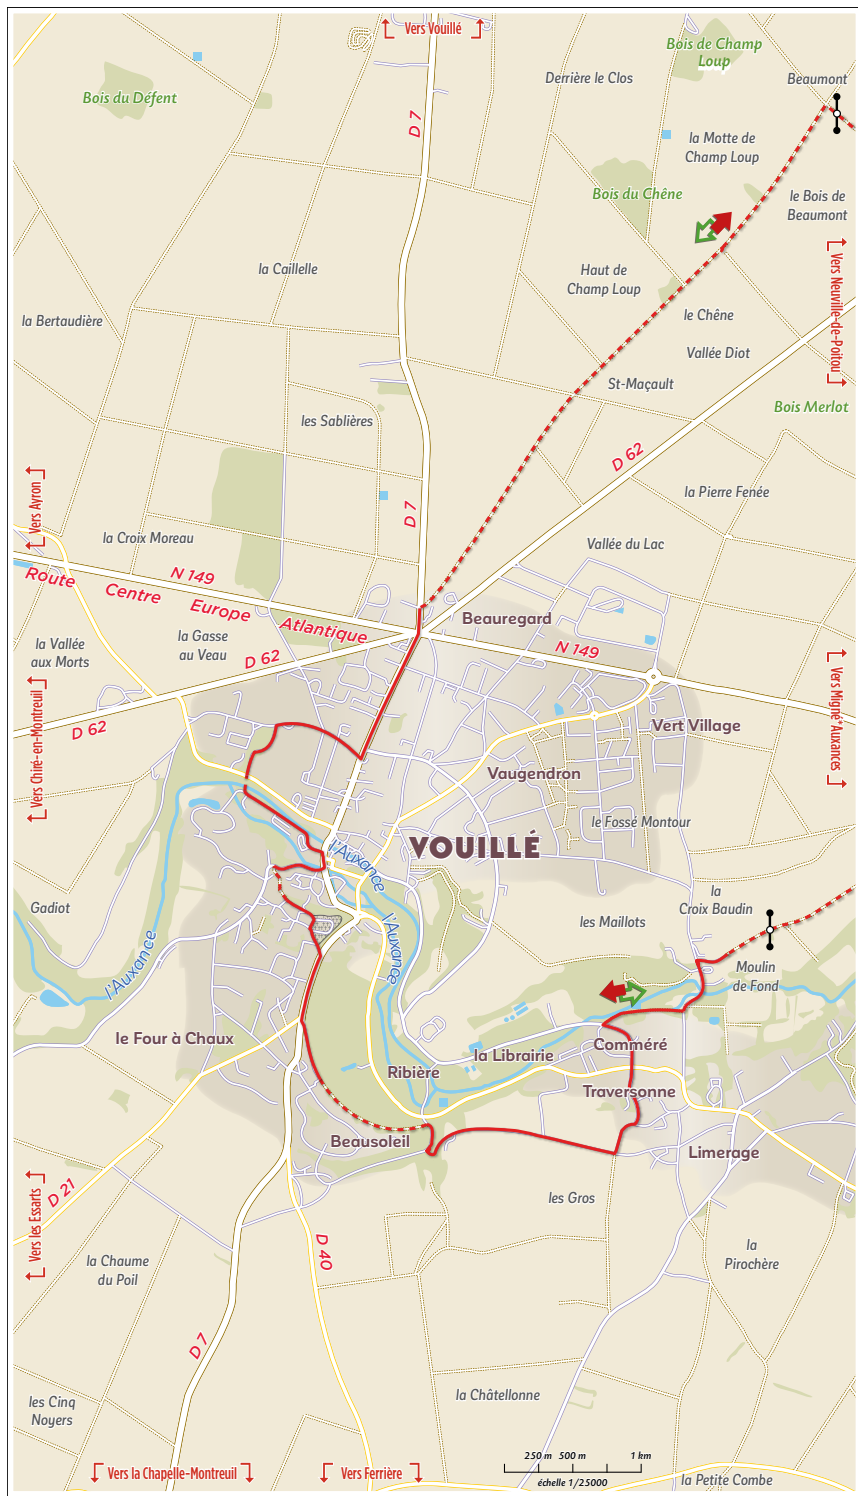 Vers Vouillé
Bois de Champ
Loup
Derrière le Clos
Beaumont
Bois du Défent
D 7
la Motte de
Champ Loup
Bois du Chêne
le Bois de
Beaumont
la Caillelle
Haut de
Champ Loup
Vers Neuville-de-Poitou
la Bertaudière
le Chêne
Vallée Diot
St-Maçault
Bois Merlot
les Sablières
D 62
Vers Ayron
la Pierre Fenée
D 7
la Croix Moreau
Vallée du Lac
N 149
Route Centre Europe Atlantique
Beauregard
la Vallée
aux Morts
la Gasse
au Veau
D 62
N 149
Vers Migné*Auxances
Vers Chiré-en-Montreuil
D 62
Vert Village
Vaugendron
le Fossé Montour
VOUILLÉ
l'Auxance
la
Croix Baudin
Gadiot
les Maillots
l'Auxance
l'Auxance
Moulin
de Fond
le Four à Chaux
Comméré
la Librairie
Ribière
Traversonne
Beausoleil
Limerage
D 21
Vers les Essarts
les Gros
D 40
la Chaume
du Poil
la
Pirochère
D 7
les Cinq
Noyers
la Châtellonne
250 m 500 m 1 km
échelle 1/25000
Vers la Chapelle-Montreuil
Vers Ferrière
la Petite Combe